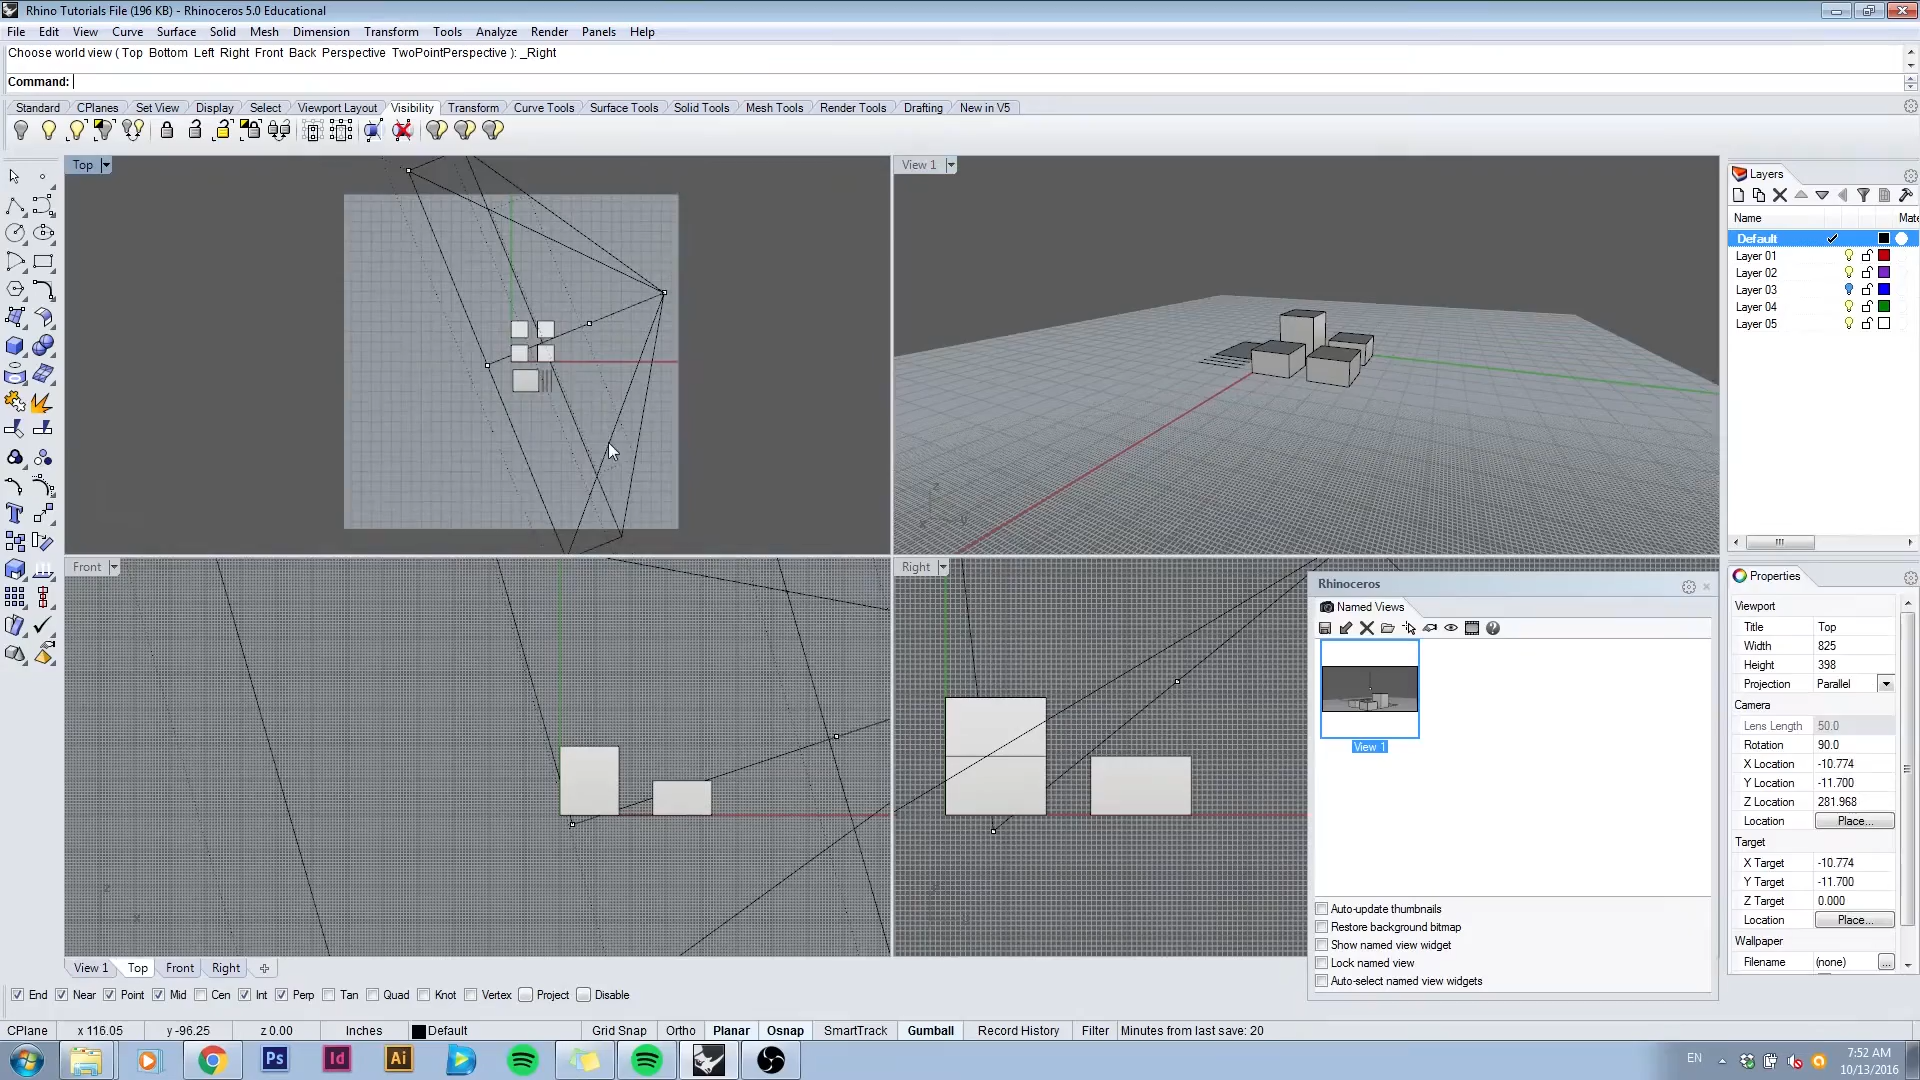 Rhino Tutorials File (196 KB) - Rhinoceros 5.0 Educational
File Edit View Curve Surface Solid Mesh Dimension Transform Tools Analyze Render Panels Help
Choose world view ( Top Bottom Left Right Front Back Perspective TwoPointPerspective ): _Right
Command:
Standard CPlanes Set View Display Select Viewport Layout Visibility Transform Curve Tools Surface Tools Solid Tools Mesh Tools Render Tools Drafting New in V5
Top
View 1
Layers
Name Mate
Default
Layer 01
Layer 02
Layer 03
Layer 04
Layer 05
Front
Right
Rhinoceros
Named Views
View 1
Auto-update thumbnails
Restore background bitmap
Show named view widget
Lock named view
Auto-select named view widgets
Properties
Viewport
Title Top
Width 825
Height 398
Projection Parallel
Camera
Lens Length 50.0
Rotation 90.0
X Location -10.774
Y Location -11.700
Z Location 281.968
Location Place...
Target
X Target -10.774
Y Target -11.700
Z Target 0.000
Location Place...
Wallpaper
Filename (none) ...
View 1 Top Front Right
End Near Point Mid Cen Int Perp Tan Quad Knot Vertex Project Disable
CPlane x 116.05 y -96.25 z 0.00 Inches Default Grid Snap Ortho Planar Osnap SmartTrack Gumball Record History Filter Minutes from last save: 20
Ps Id Ai
EN
7:52 AM
10/13/2016